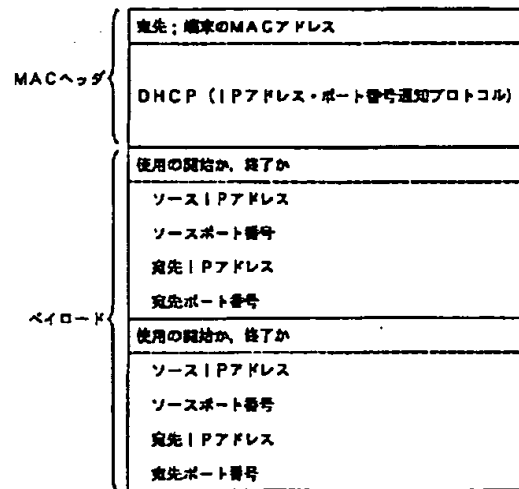 宛先；端末のMACアドレス
MACヘッダ
DHCP（IPアドレス・ポート番号通知プロトコル）
使用の開始か，終了か
ソースIPアドレス
ソースポート番号
宛先IPアドレス
宛先ポート番号
ペイロード
使用の開始か，終了か
ソースIPアドレス
ソースポート番号
宛先IPアドレス
宛先ポート番号